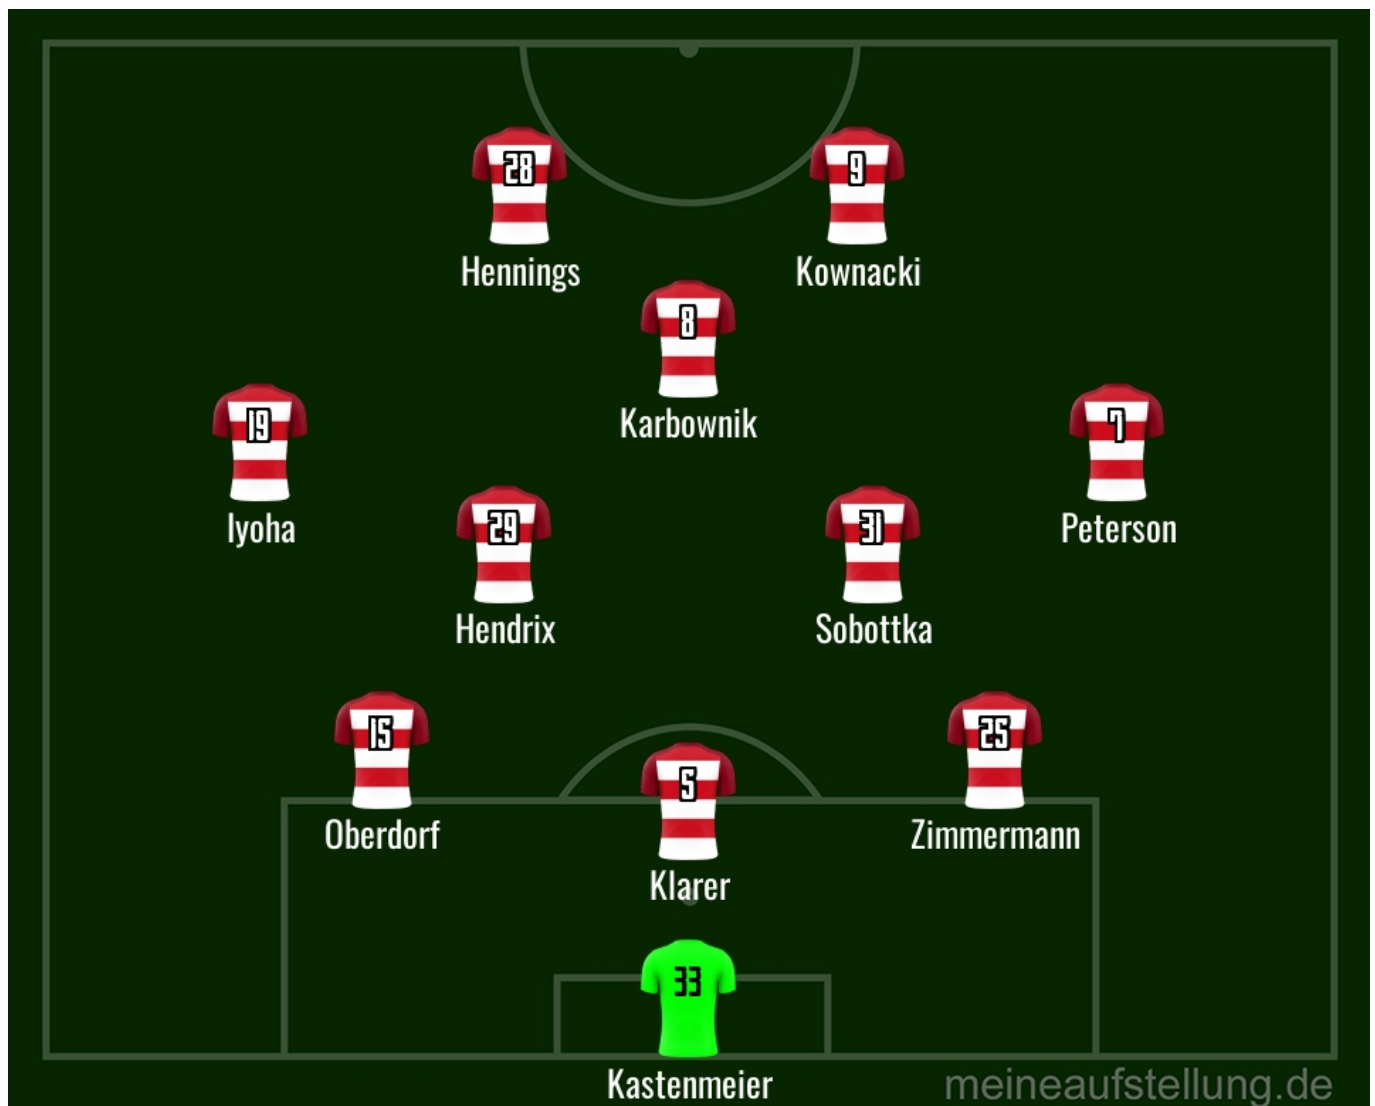 28
9
Hennings
Kownacki
8
Karbownik
19
7
Iyoha
Peterson
29
31
Hendrix
Sobottka
15
25
Oberdorf
Zimmermann
5
Klarer
33
Kastenmeier
meineaufstellung.de